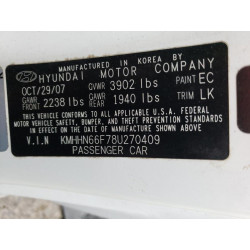 MANUFACTURED IN KOREA BY
HYUNDAI MOTOR COMPANY
OCT/29/07 GVWR 3902 lbs PAINT EC
GAWR FRONT 2238 lbs GAWR REAR 1940 lbs TRIM LK
THIS VEHICLE CONFORMS TO ALL APPLICABLE U.S. FEDERAL MOTOR
VEHICLE SAFETY, BUMPER, AND THEFT PREVENTION STANDARDS
IN EFFECT ON THE DATE OF MANUFACTURE SHOWN ABOVE.
V.I.N KMHHN66F78U270409
PASSENGER CAR